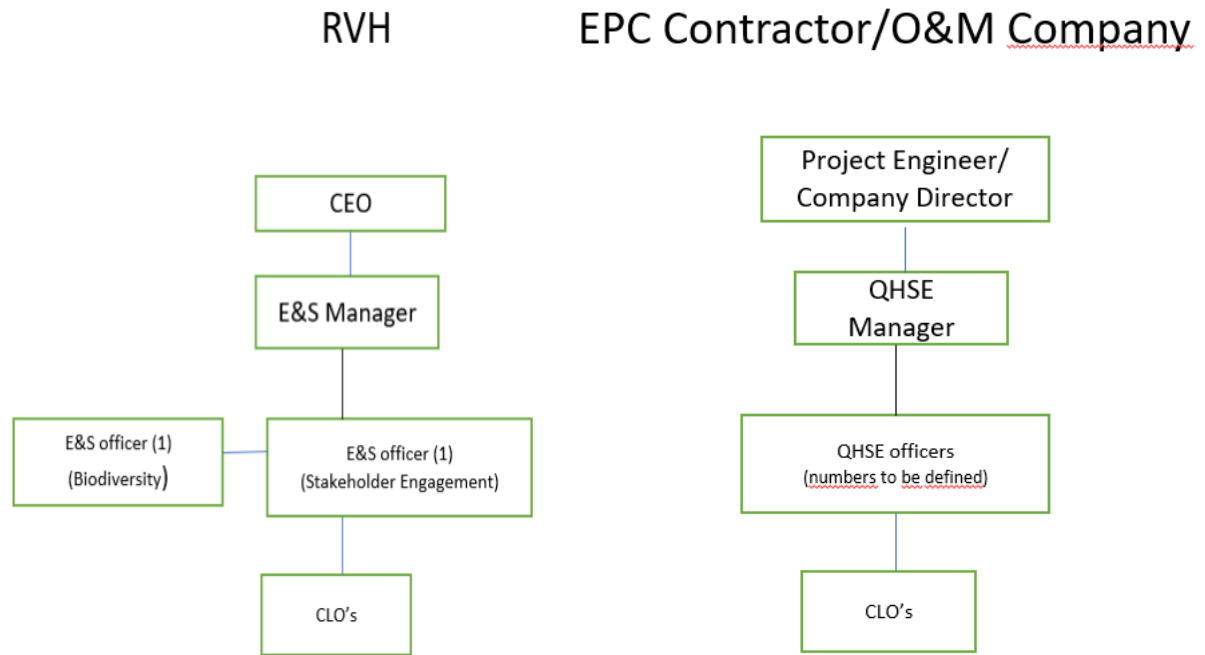 RVH
EPC Contractor/O&M Company
CEO
E&S Manager
E&S officer (1)
(Biodiversity)
E&S officer (1)
(Stakeholder Engagement)
CLO's
Project Engineer/
Company Director
QHSE
Manager
QHSE officers
(numbers to be defined)
CLO's